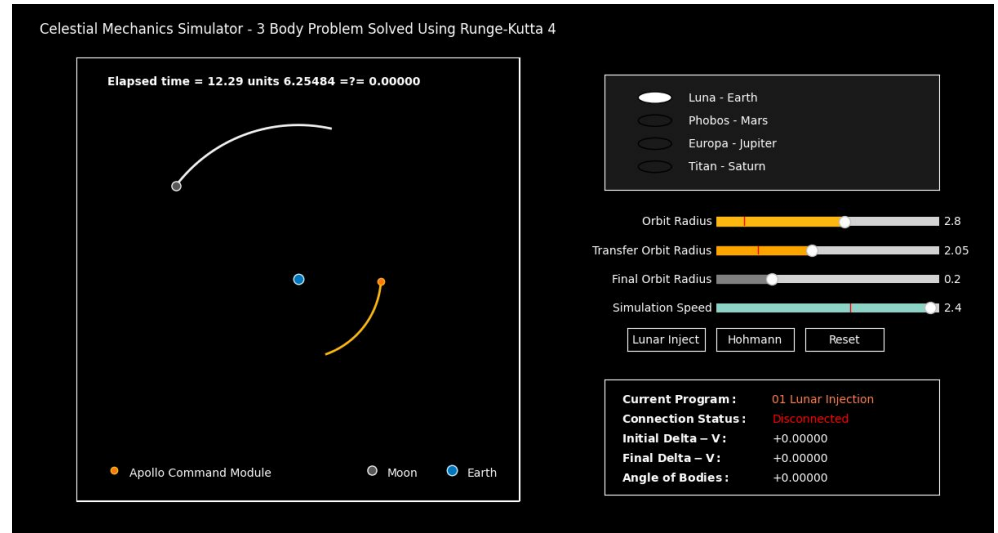 Celestial Mechanics Simulator - 3 Body Problem Solved Using Runge-Kutta 4
Elapsed time = 12.29 units 6.25484 =?= 0.00000
Apollo Command Module
Moon
Earth
Luna - Earth
Phobos - Mars
Europa - Jupiter
Titan - Saturn
Orbit Radius 2.8
Transfer Orbit Radius 2.05
Final Orbit Radius 0.2
Simulation Speed 2.4
Lunar Inject Hohmann Reset
Current Program: 01 Lunar Injection
Connection Status: Disconnected
Initial Delta − V: +0.00000
Final Delta − V: +0.00000
Angle of Bodies: +0.00000